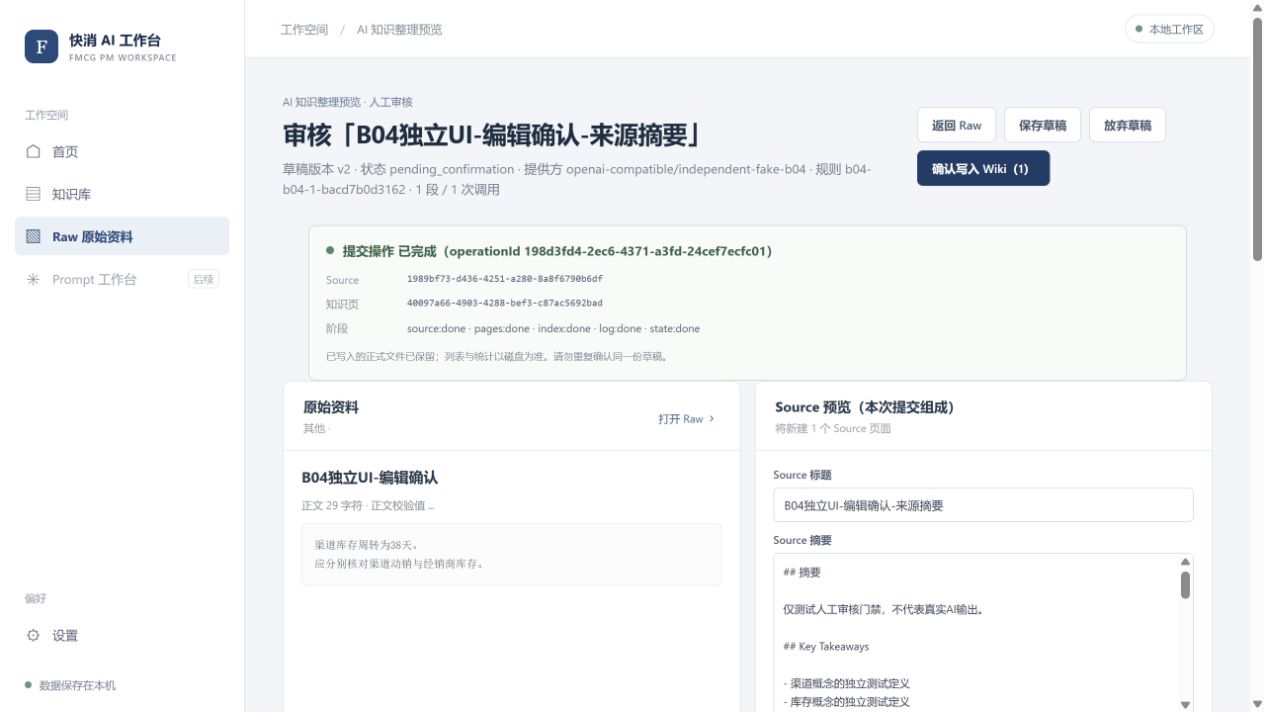 F
快消 AI 工作台
FMCG PM WORKSPACE
工作空间
首页
知识库
Raw 原始资料
Prompt 工作台
后续
偏好
设置
数据保存在本机
工作空间 / AI 知识整理预览
本地工作区
AI 知识整理预览 · 人工审核
审核「B04独立UI-编辑确认-来源摘要」
草稿版本 v2 · 状态 pending_confirmation · 提供方 openai-compatible/independent-fake-b04 · 规则 b04-
b04-1-bacd7b0d3162 · 1 段 / 1 次调用
返回 Raw
保存草稿
放弃草稿
确认写入 Wiki（1）
提交操作 已完成（operationId 198d3fd4-2ec6-4371-a3fd-24cef7ecfc01）
Source 1989bf73-d436-4251-a280-8a8f6790b6df
知识页 40097a66-4903-4288-bef3-c87ac5692bad
阶段 source:done · pages:done · index:done · log:done · state:done
已写入的正式文件已保留；列表与统计以磁盘为准。请勿重复确认同一份草稿。
原始资料
其他 ·
打开 Raw ›
B04独立UI-编辑确认
正文 29 字符 · 正文校验值 …
渠道库存周转为38天。
应分别核对渠道动销与经销商库存。
Source 预览（本次提交组成）
将新建 1 个 Source 页面
Source 标题
B04独立UI-编辑确认-来源摘要
Source 摘要
## 摘要
仅测试人工审核门禁，不代表真实AI输出。
## Key Takeaways
- 渠道概念的独立测试定义
- 库存概念的独立测试定义